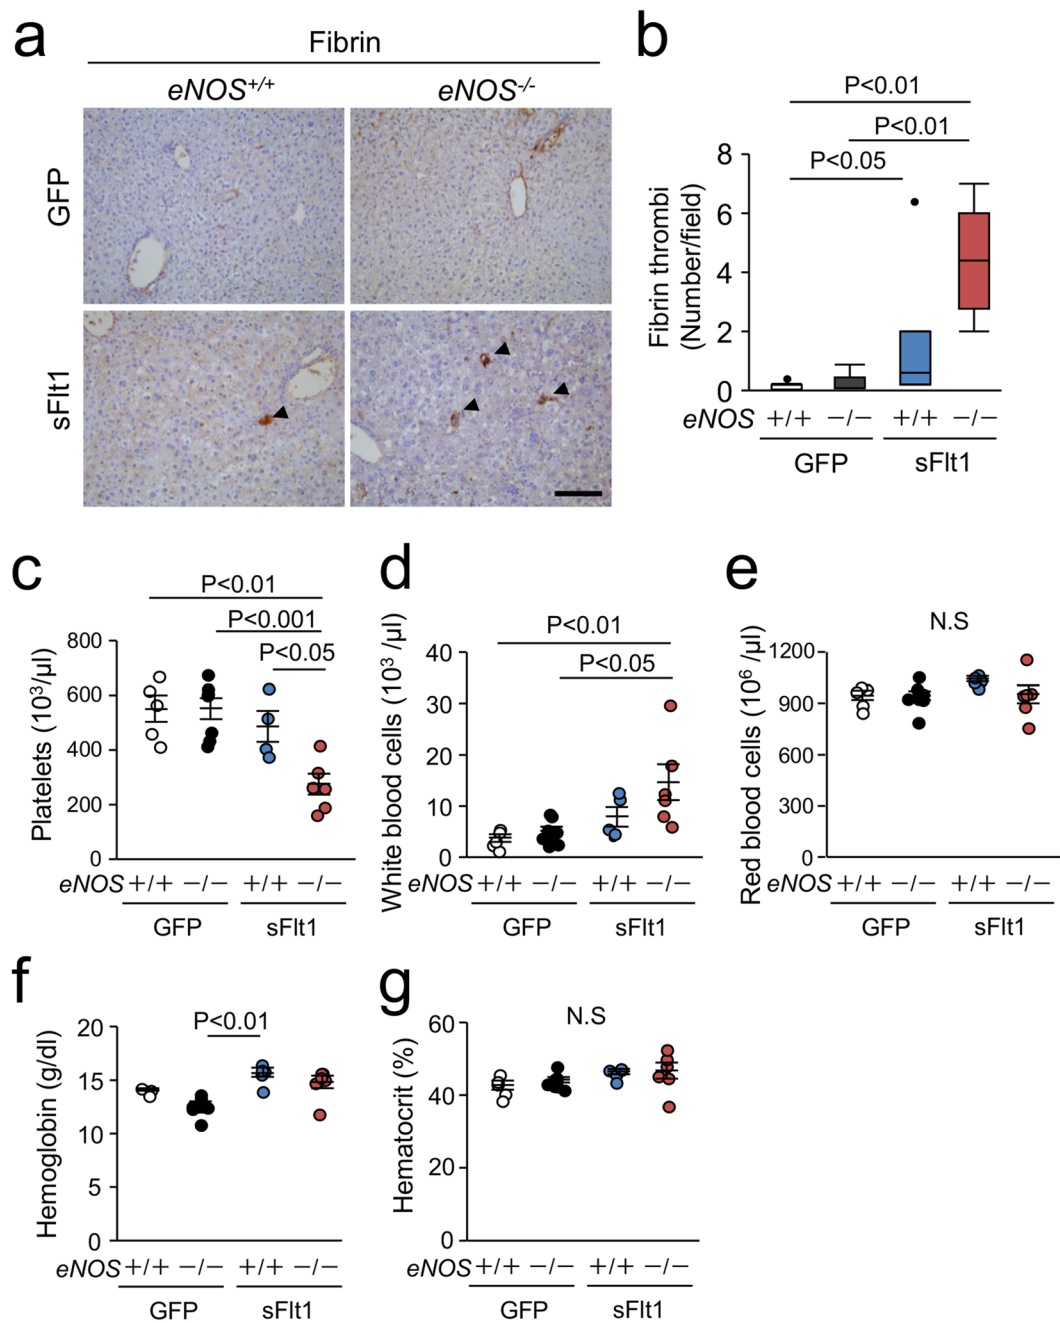 a
Fibrin
eNOS+/+ eNOS-/-
GFP
sFlt1
b
P<0.01
P<0.01
P<0.05
Fibrin thrombi
(Number/field)
8
6
4
2
0
eNOS +/+ −/− +/+ −/−
GFP sFlt1
c
P<0.01
P<0.001
P<0.05
Platelets (10³/µl)
800
600
400
200
0
eNOS +/+ −/− +/+ −/−
GFP sFlt1
d
P<0.01
P<0.05
White blood cells (10³ /µl)
40
30
20
10
0
eNOS +/+ −/− +/+ −/−
GFP sFlt1
e
N.S
Red blood cells (10⁶ /µl)
1200
900
600
300
0
eNOS +/+ −/− +/+ −/−
GFP sFlt1
f
P<0.01
Hemoglobin (g/dl)
20
15
10
5
0
eNOS +/+ −/− +/+ −/−
GFP sFlt1
g
N.S
Hematocrit (%)
60
40
20
0
eNOS +/+ −/− +/+ −/−
GFP sFlt1